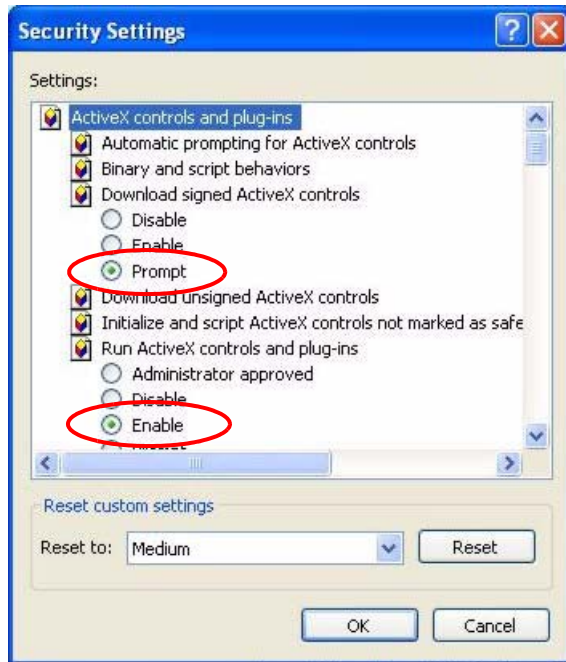 Security Settings
Settings:
ActiveX controls and plug-ins
Automatic prompting for ActiveX controls
Binary and script behaviors
Download signed ActiveX controls
Disable
Enable
Prompt
Download unsigned ActiveX controls
Initialize and script ActiveX controls not marked as safe
Run ActiveX controls and plug-ins
Administrator approved
Disable
Enable
Reset custom settings
Reset to:
Medium
Reset
OK
Cancel